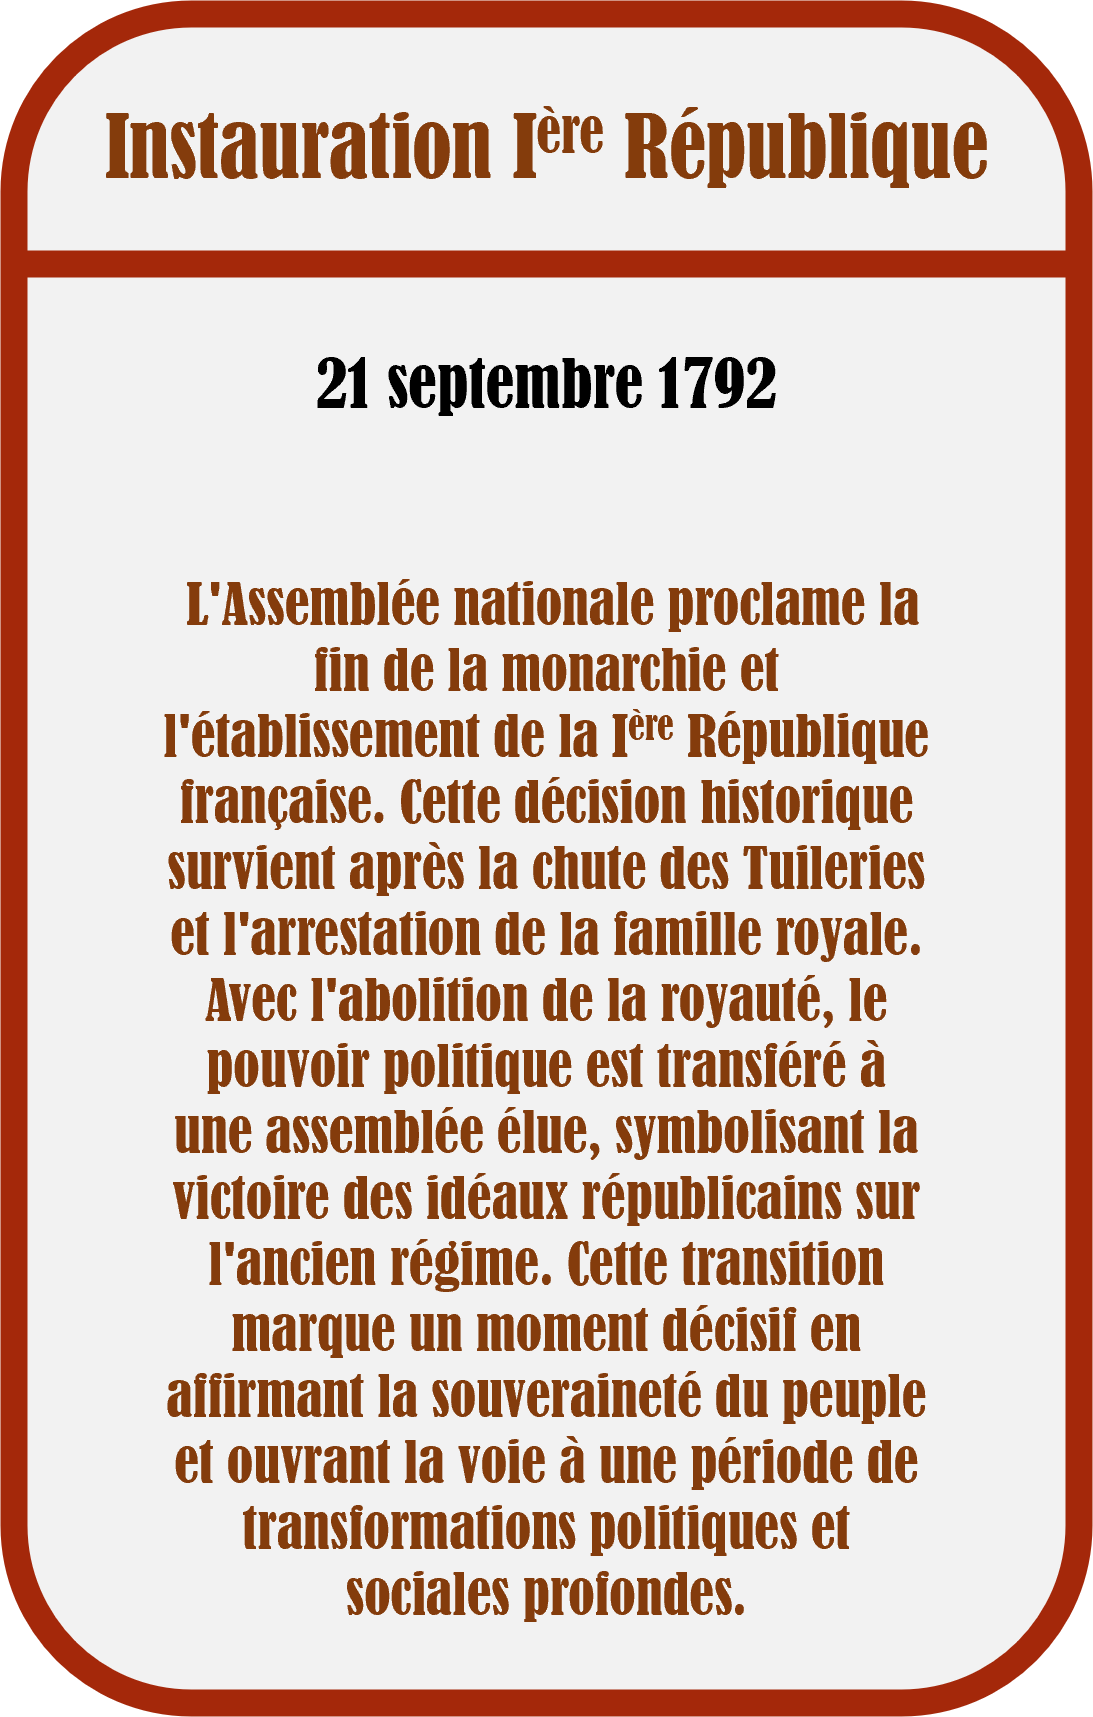 Instauration Ière République
21 septembre 1792
L'Assemblée nationale proclame la
fin de la monarchie et
l'établissement de la Ière République
française. Cette décision historique
survient après la chute des Tuileries
et l'arrestation de la famille royale.
Avec l'abolition de la royauté, le
pouvoir politique est transféré à
une assemblée élue, symbolisant la
victoire des idéaux républicains sur
l'ancien régime. Cette transition
marque un moment décisif en
affirmant la souveraineté du peuple
et ouvrant la voie à une période de
transformations politiques et
sociales profondes.